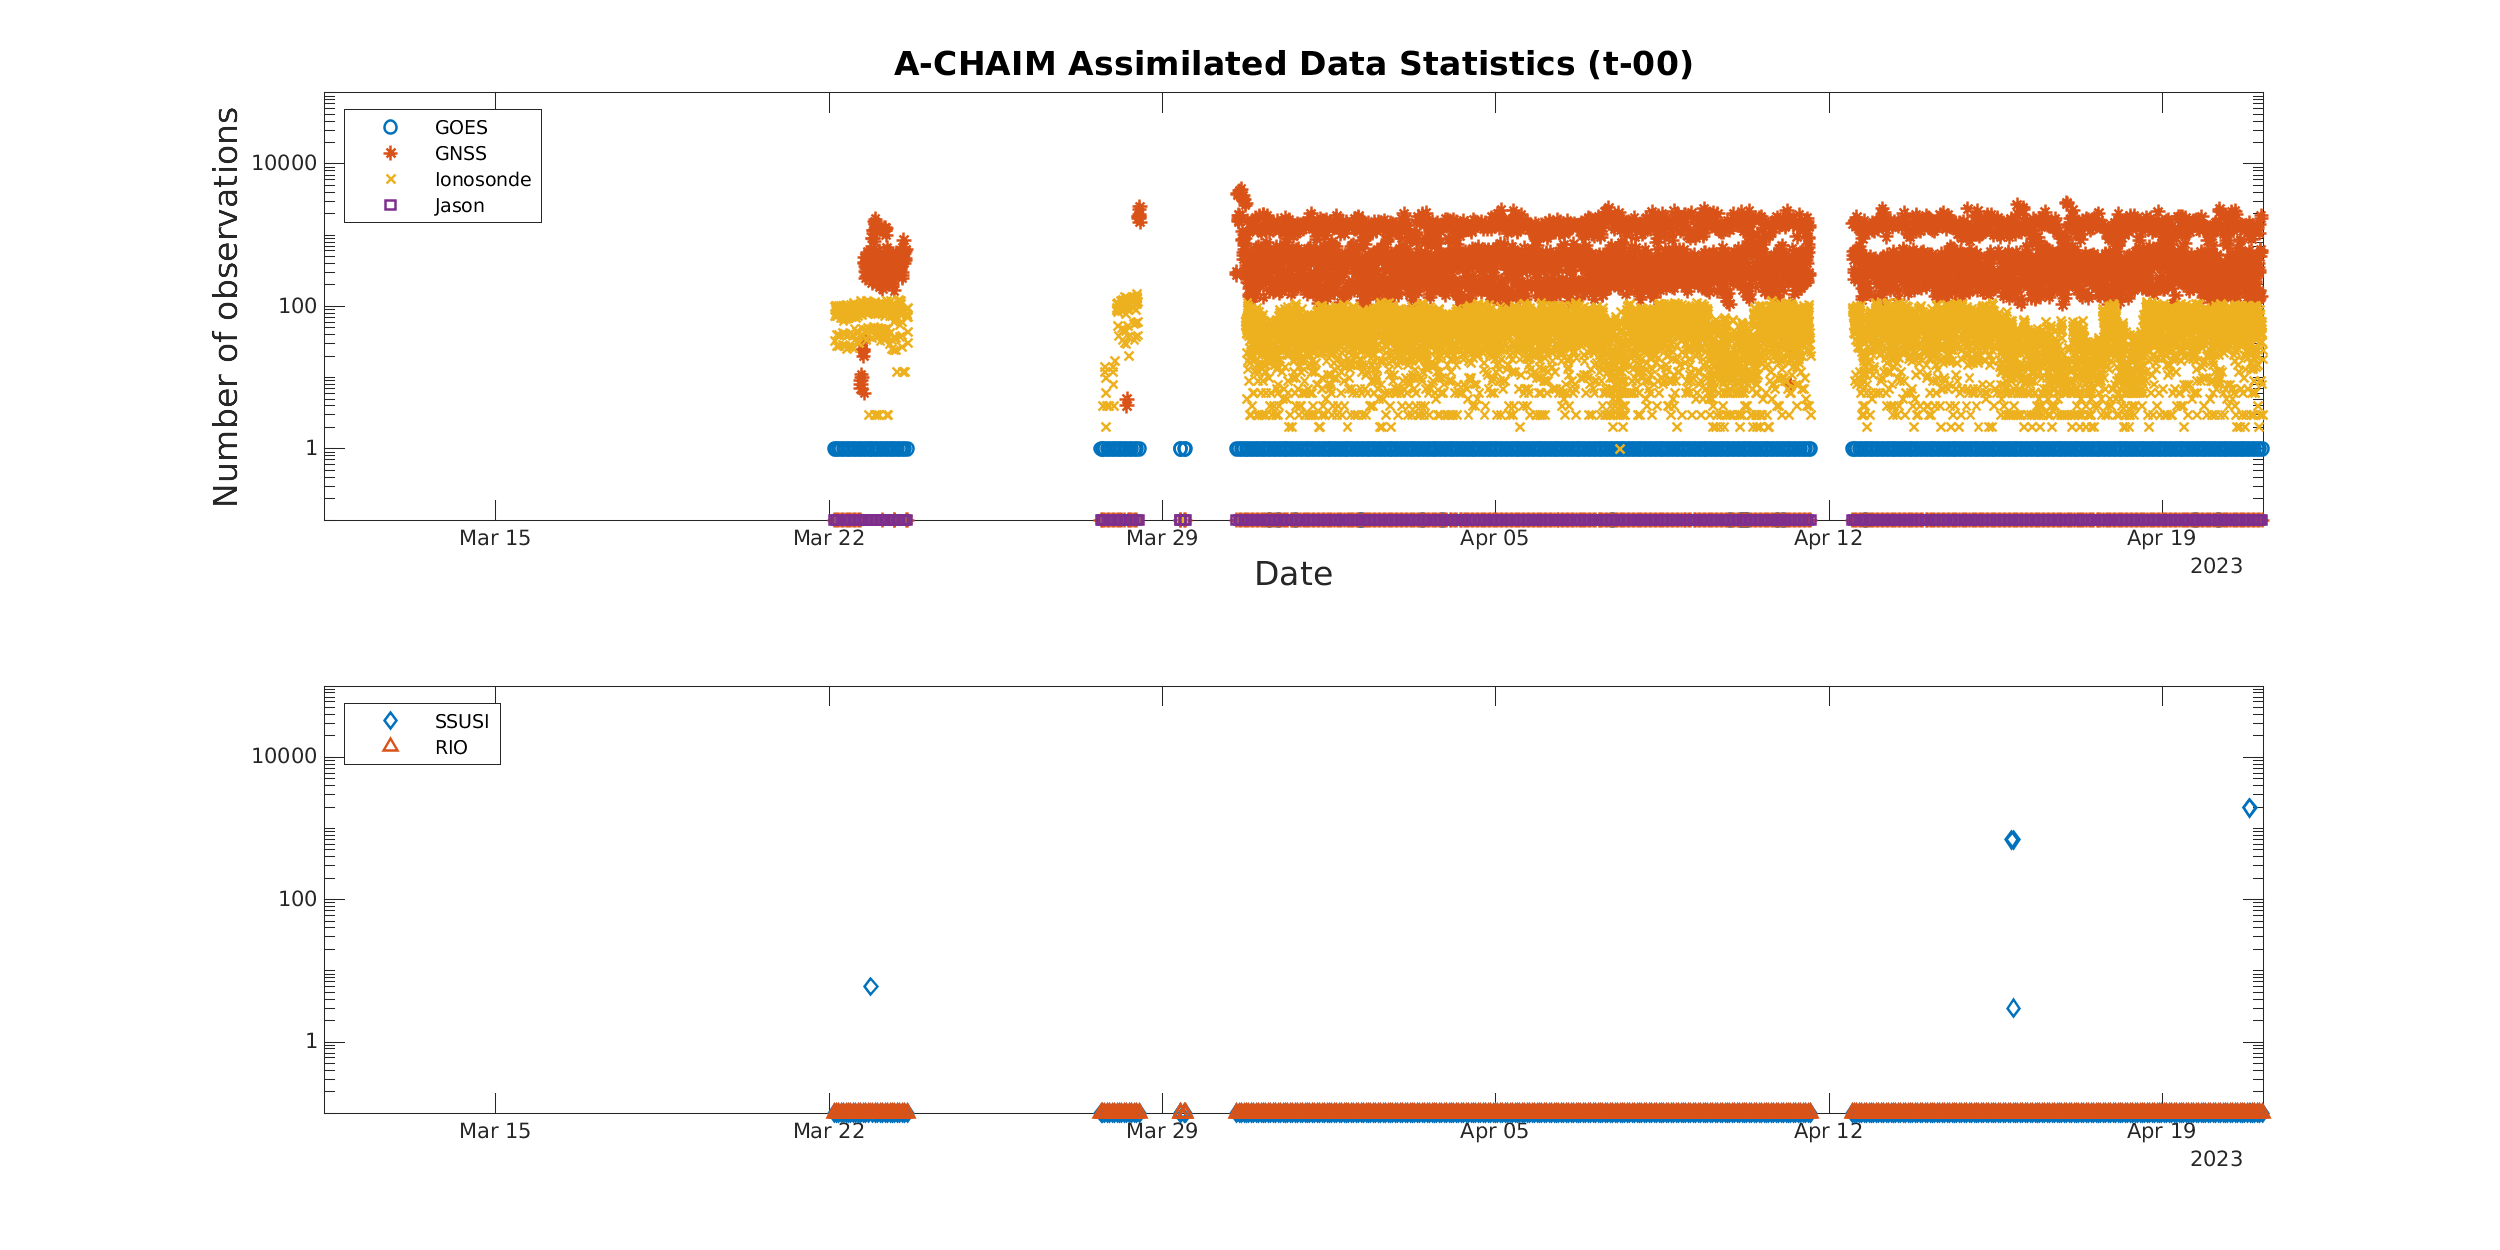 A-CHAIM Assimilated Data Statistics (t-00)
Number of observations
10000
100
1
GOES
GNSS
Ionosonde
Jason
Mar 15
Mar 22
Mar 29
Apr 05
Apr 12
Apr 19
2023
Date
10000
100
1
SSUSI
RIO
Mar 15
Mar 22
Mar 29
Apr 05
Apr 12
Apr 19
2023